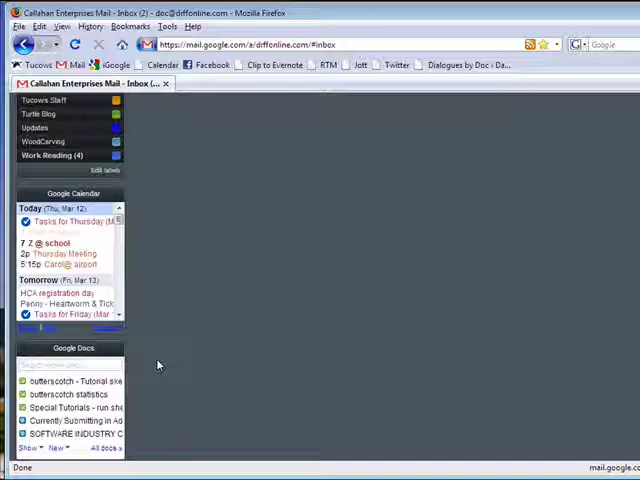 Callahan Enterprises Mail - Inbox (2) - doc@drffonline.com - Mozilla Firefox
File Edit View History Bookmarks Tools Help
https://mail.google.com/a/drffonline.com/#inbox
Google
Tucows Mail iGoogle Calendar Facebook Clip to Evernote RTM Jott Twitter Dialogues by Doc › Da...
Callahan Enterprises Mail - Inbox (...
Tucows Staff
Turtle Blog
Updates
WoodCarving
Work Reading (4)
Edit labels
Google Calendar
Today (Thu, Mar 12)
Tasks for Thursday (M
7 Z @ school
2p Thursday Meeting
5:15p Carol@ airport
Tomorrow (Fri, Mar 13)
HCA registration day
Penny - Heartworm & Tick
Tasks for Friday (Mar
Google Docs
butterscotch - Tutorial ske
butterscotch statistics
Special Tutorials - run she
Currently Submitting in Ad
SOFTWARE INDUSTRY C
Show New All docs »
Done
mail.google.co